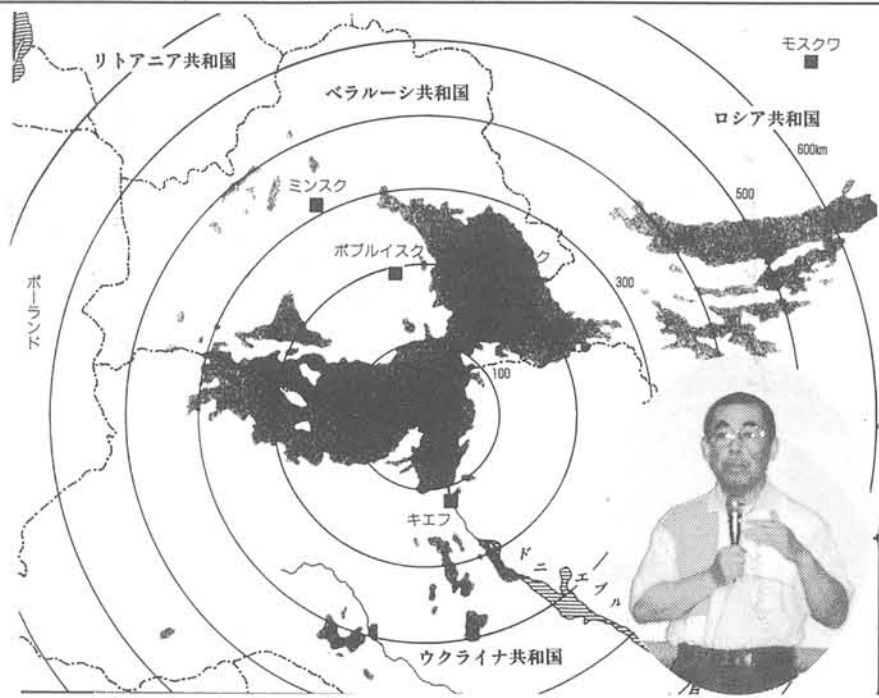 モスクワ
リトアニア共和国
ベラルーシ共和国
ロシア共和国
600km
500
ミンスク
ボブルイスク
ク
300
ポーランド
100
キエフ
ドニエプル
ウクライナ共和国